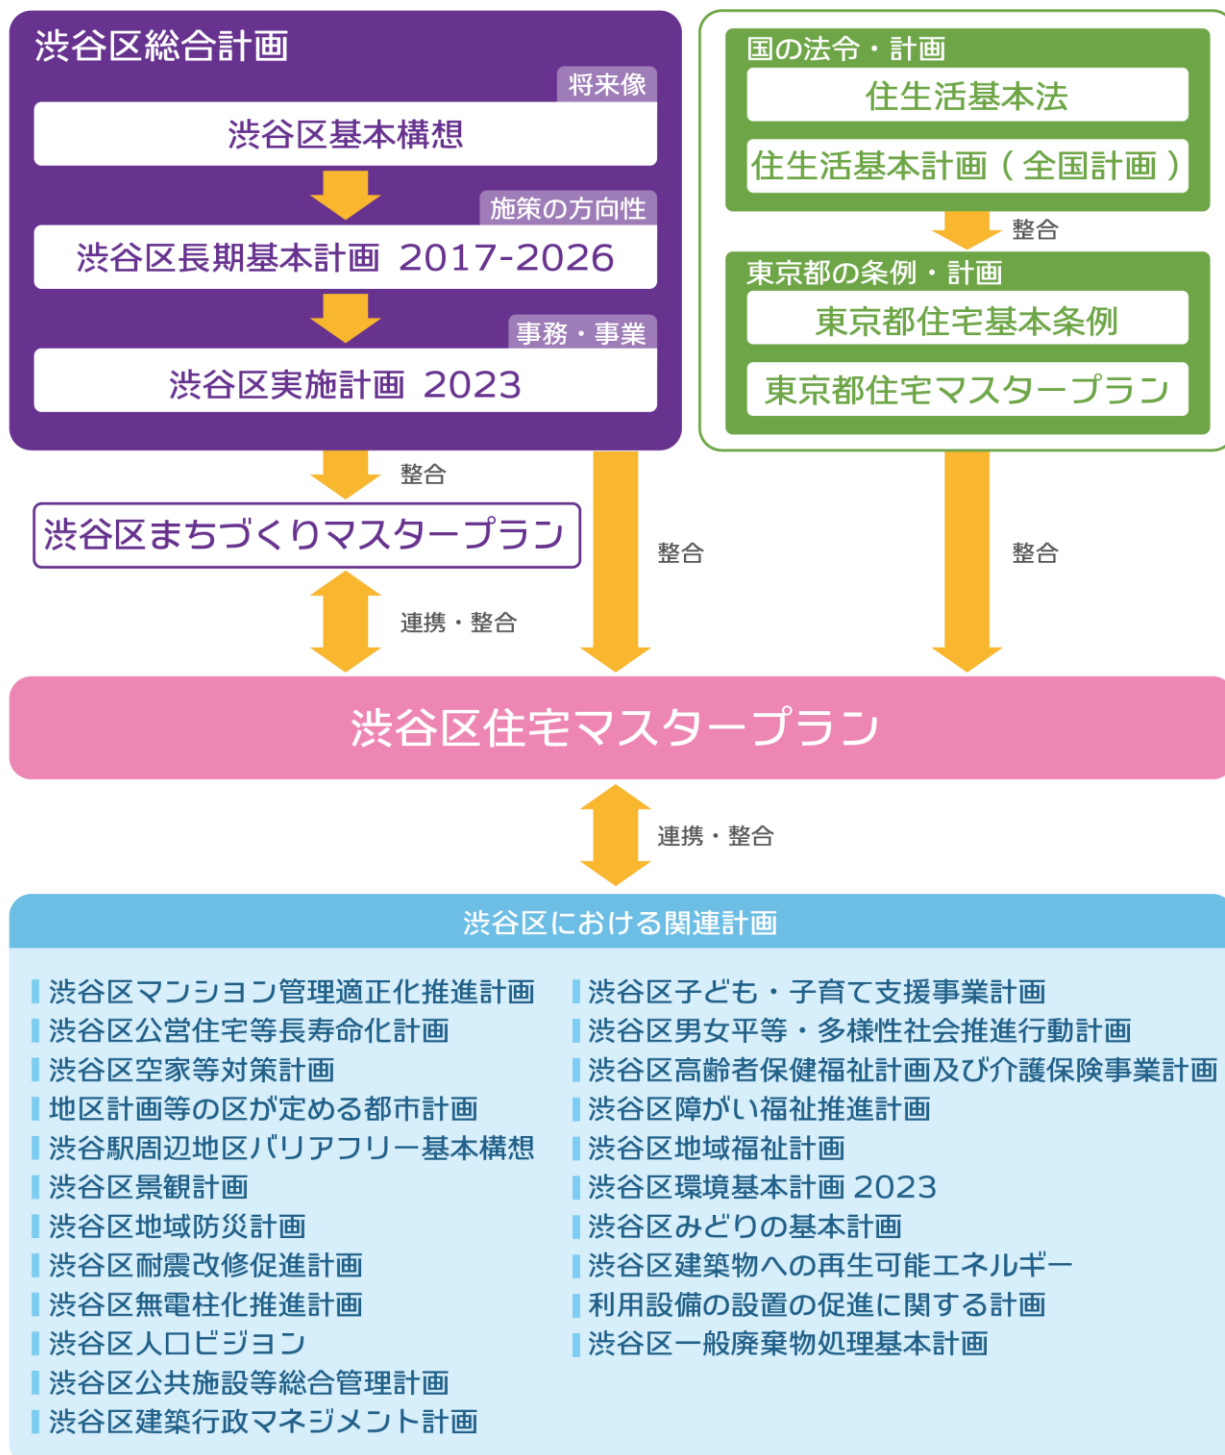 渋谷区総合計画
将来像
渋谷区基本構想
施策の方向性
渋谷区長期基本計画 2017-2026
事務・事業
渋谷区実施計画 2023
国の法令・計画
住生活基本法
住生活基本計画 ( 全国計画 )
整合
東京都の条例・計画
東京都住宅基本条例
東京都住宅マスタープラン
整合
渋谷区まちづくりマスタープラン
連携・整合
整合
整合
渋谷区住宅マスタープラン
連携・整合
渋谷区における関連計画
渋谷区マンション管理適正化推進計画
渋谷区公営住宅等長寿命化計画
渋谷区空家等対策計画
地区計画等の区が定める都市計画
渋谷駅周辺地区バリアフリー基本構想
渋谷区景観計画
渋谷区地域防災計画
渋谷区耐震改修促進計画
渋谷区無電柱化推進計画
渋谷区人口ビジョン
渋谷区公共施設等総合管理計画
渋谷区建築行政マネジメント計画
渋谷区子ども・子育て支援事業計画
渋谷区男女平等・多様性社会推進行動計画
渋谷区高齢者保健福祉計画及び介護保険事業計画
渋谷区障がい福祉推進計画
渋谷区地域福祉計画
渋谷区環境基本計画 2023
渋谷区みどりの基本計画
渋谷区建築物への再生可能エネルギー
利用設備の設置の促進に関する計画
渋谷区一般廃棄物処理基本計画